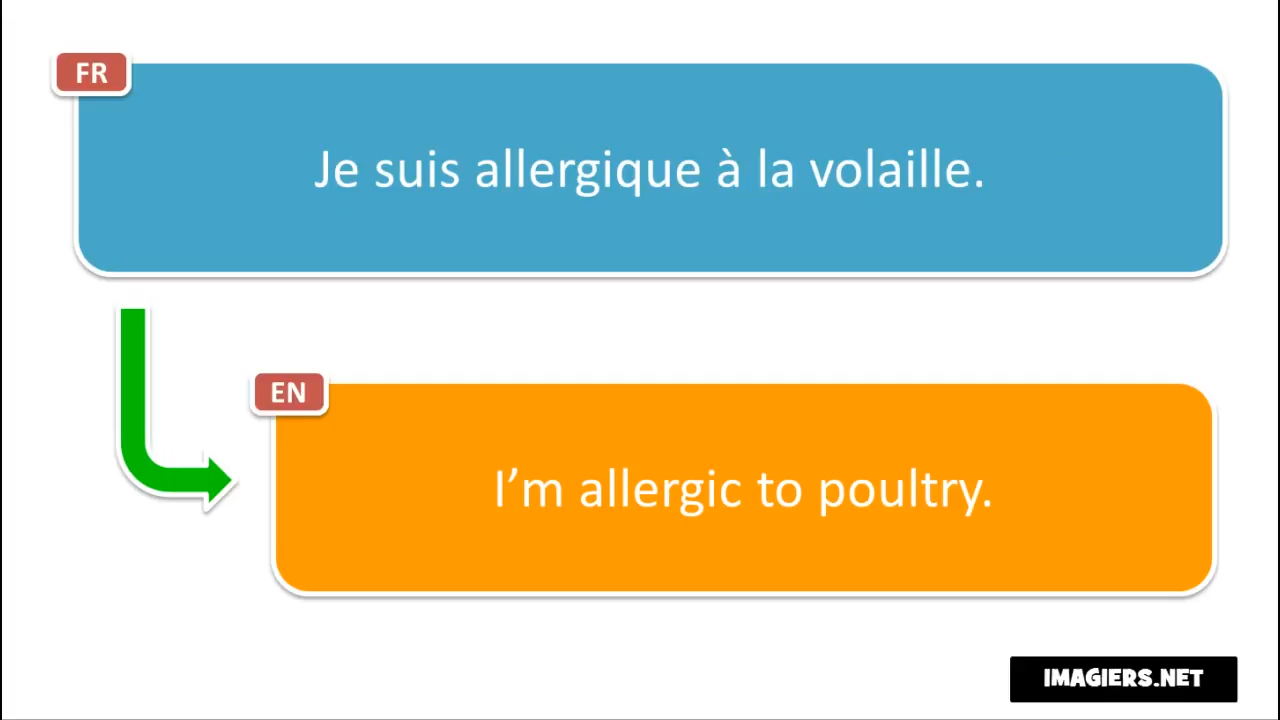 FR
Je suis allergique à la volaille.
EN
I’m allergic to poultry.
IMAGIERS.NET